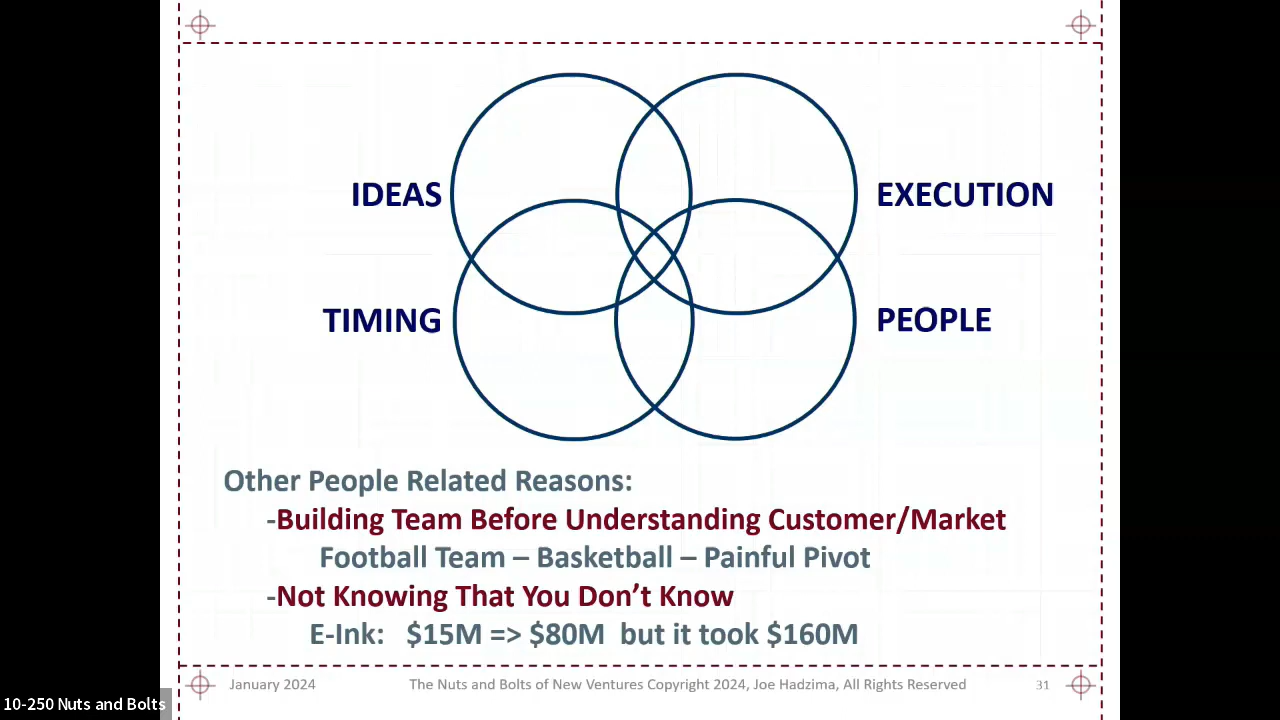 IDEAS
EXECUTION
TIMING
PEOPLE
Other People Related Reasons:
-Building Team Before Understanding Customer/Market
Football Team – Basketball – Painful Pivot
-Not Knowing That You Don’t Know
E-Ink: $15M => $80M but it took $160M
January 2024
The Nuts and Bolts of New Ventures Copyright 2024, Joe Hadzima, All Rights Reserved
31
10-250 Nuts and Bolts